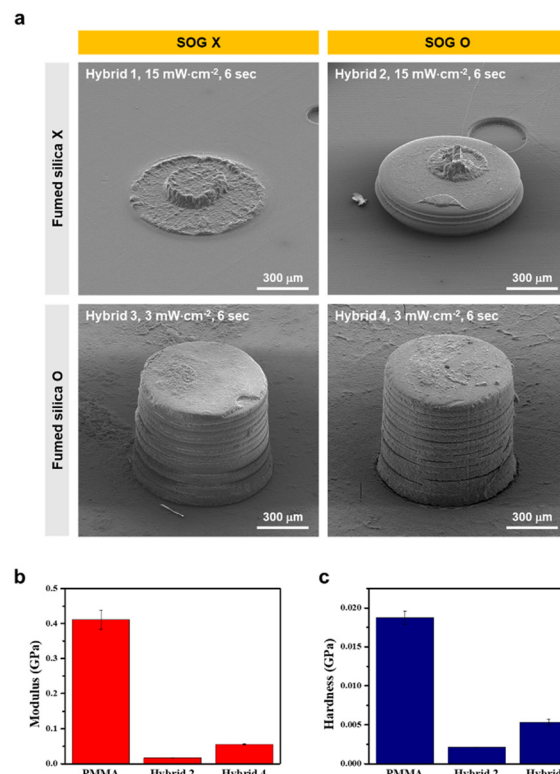 a
SOG X
SOG O
Fumed silica X
Hybrid 1, 15 mW·cm-2, 6 sec
300 μm
Hybrid 2, 15 mW·cm-2, 6 sec
300 μm
Fumed silica O
Hybrid 3, 3 mW·cm-2, 6 sec
300 μm
Hybrid 4, 3 mW·cm-2, 6 sec
300 μm
b
Modulus (GPa)
0.5
0.4
0.3
0.2
0.1
0.0
PMMA
Hybrid 2
Hybrid 4
c
Hardness (GPa)
0.020
0.015
0.010
0.005
0.000
PMMA
Hybrid 2
Hybrid